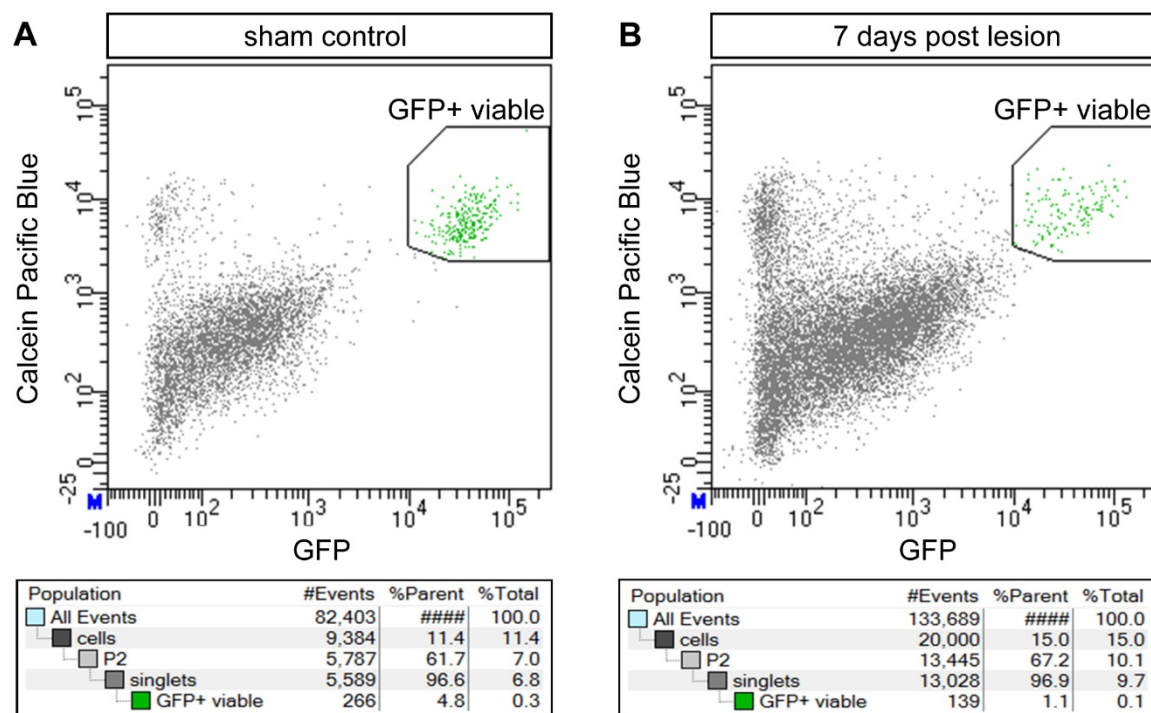 A
sham control
GFP+ viable
Calcein Pacific Blue
10^5
10^4
10^3
10^2
0
-25
M
-100 0 10^2 10^3 10^4 10^5
GFP
Population #Events %Parent %Total
All Events 82,403 #### 100.0
cells 9,384 11.4 11.4
P2 5,787 61.7 7.0
singlets 5,589 96.6 6.8
GFP+ viable 266 4.8 0.3
B
7 days post lesion
GFP+ viable
Calcein Pacific Blue
10^5
10^4
10^3
10^2
0
-25
M
-100 0 10^2 10^3 10^4 10^5
GFP
Population #Events %Parent %Total
All Events 133,689 #### 100.0
cells 20,000 15.0 15.0
P2 13,445 67.2 10.1
singlets 13,028 96.9 9.7
GFP+ viable 139 1.1 0.1